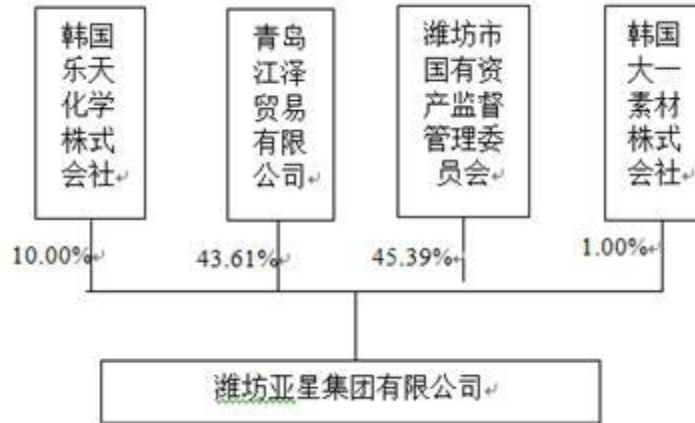 韩国
乐天
化学
株式
会社
青岛
江泽
贸易
有限
公司
潍坊市
国有资
产监督
管理委
员会
韩国
大一
素材
株式
会社
10.00%
43.61%
45.39%
1.00%
潍坊亚星集团有限公司